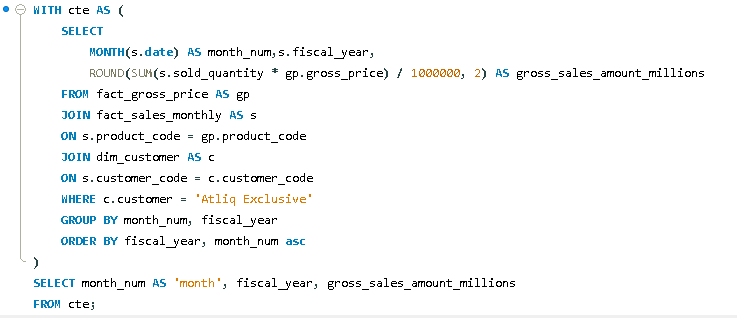 WITH cte AS (
SELECT
MONTH(s.date) AS month_num,s.fiscal_year,
ROUND(SUM(s.sold_quantity * gp.gross_price) / 1000000, 2) AS gross_sales_amount_millions
FROM fact_gross_price AS gp
JOIN fact_sales_monthly AS s
ON s.product_code = gp.product_code
JOIN dim_customer AS c
ON s.customer_code = c.customer_code
WHERE c.customer = 'Atliq Exclusive'
GROUP BY month_num, fiscal_year
ORDER BY fiscal_year, month_num asc
)
SELECT month_num AS 'month', fiscal_year, gross_sales_amount_millions
FROM cte;